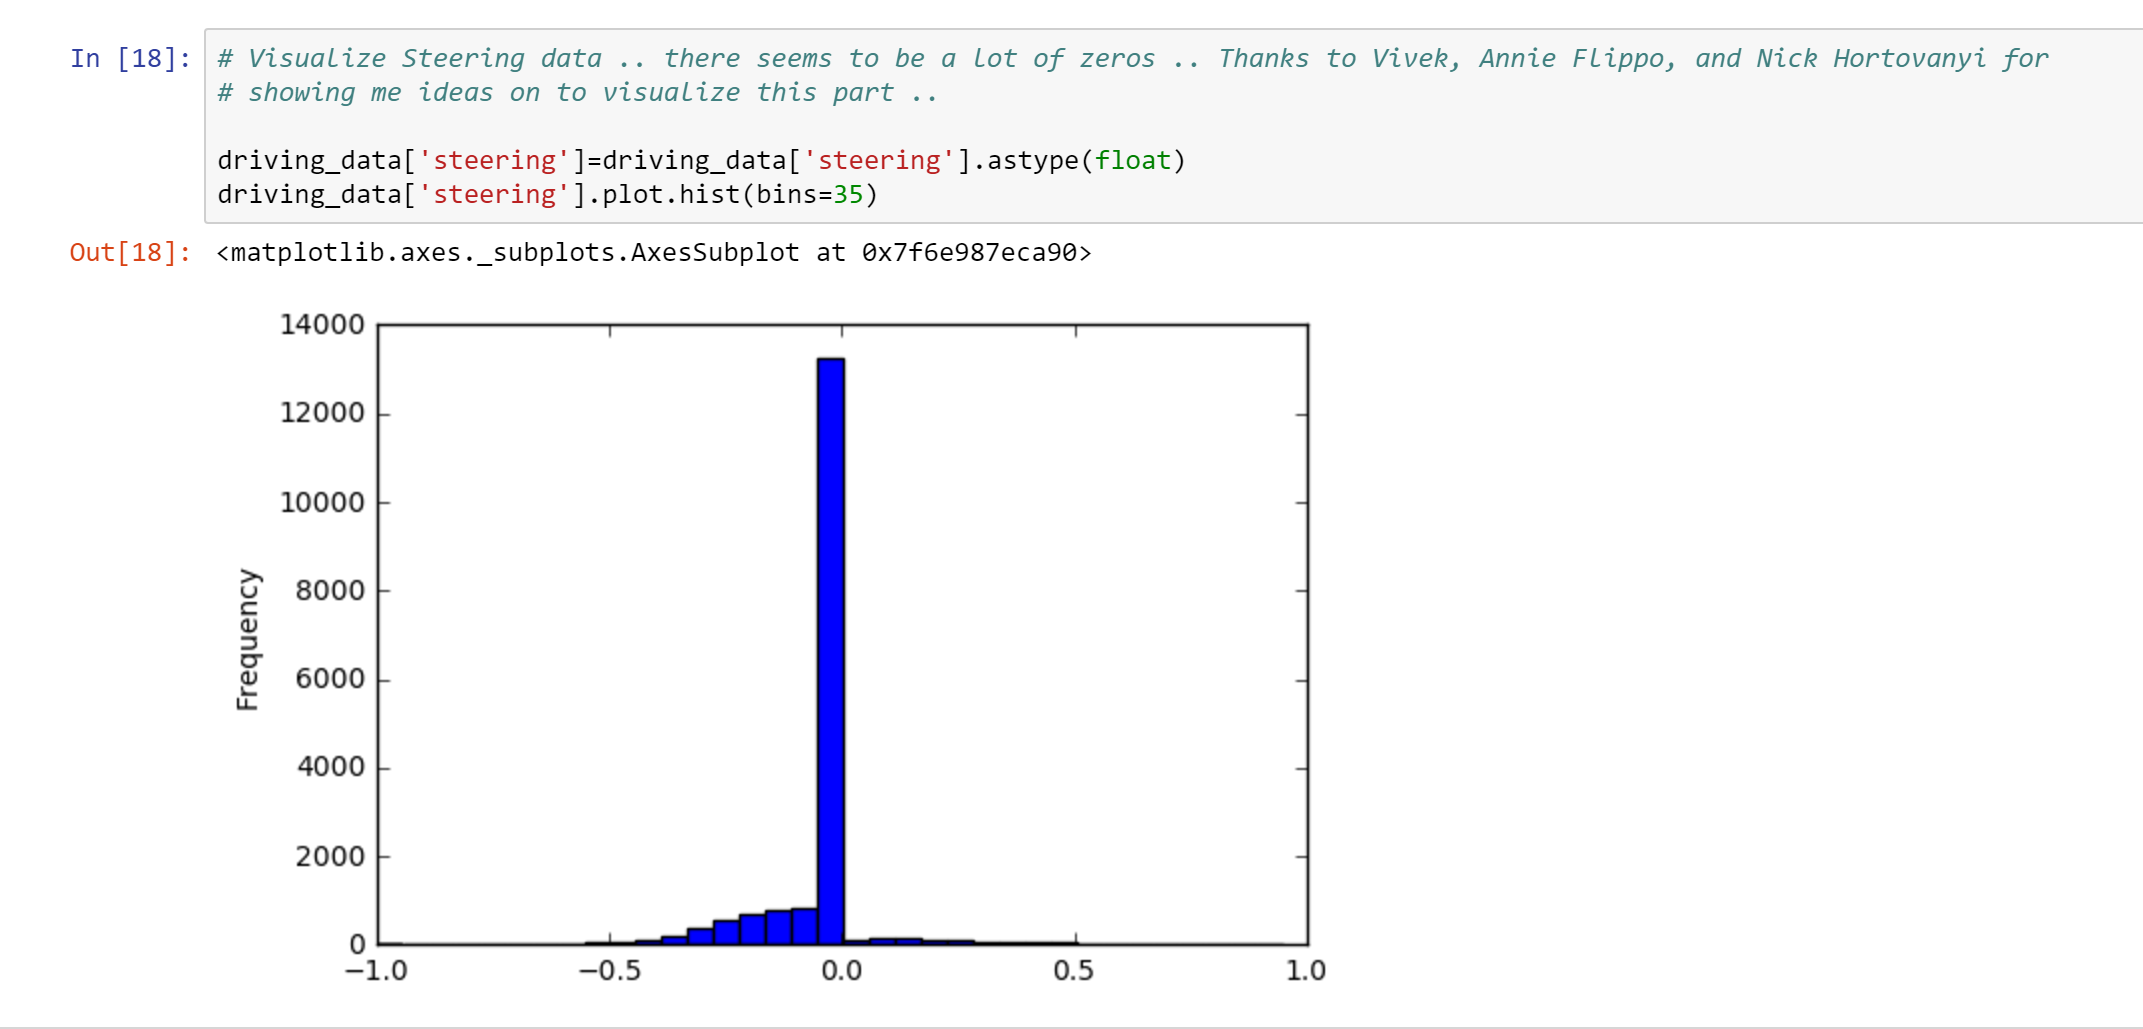 In [18]: # Visualize Steering data .. there seems to be a lot of zeros .. Thanks to Vivek, Annie Flippo, and Nick Hortovanyi for
# showing me ideas on to visualize this part ..
driving_data['steering']=driving_data['steering'].astype(float)
driving_data['steering'].plot.hist(bins=35)
Out[18]: <matplotlib.axes._subplots.AxesSubplot at 0x7f6e987eca90>
14000
12000
10000
8000
6000
4000
2000
0
Frequency
−1.0 −0.5 0.0 0.5 1.0